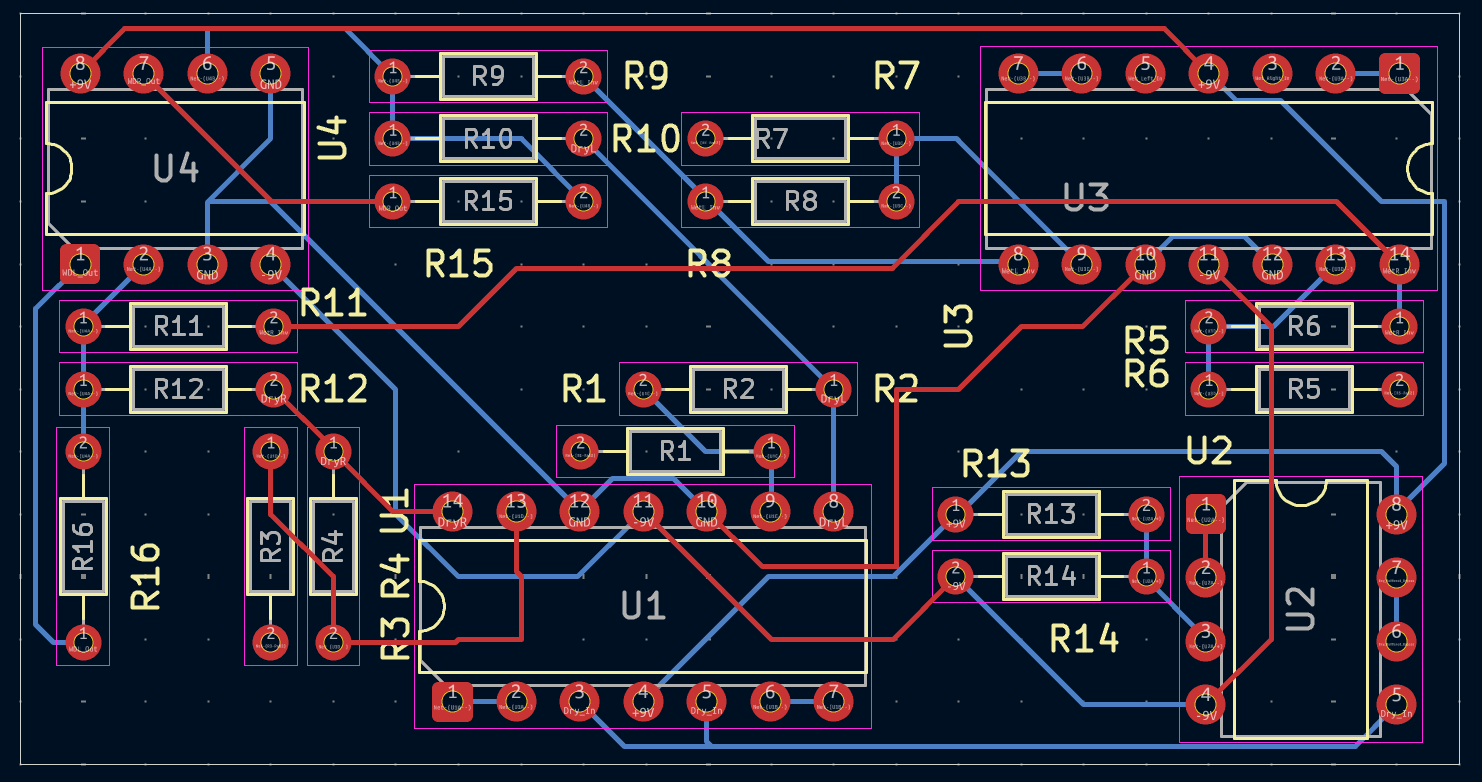 8 7 6 5
+9V WDR_Out GND
1 R9 2 R9 R7
7 6 5 4 3 2 1
+9V
U4
1 R10 2 R10
DryL
2 R7 1
U4
1 R15 2
2 R8 1
U3
1 2 3 4
WDL_Out GND -9V
R15 R8
8 9 10 11 12 13 14
WetL_Inv GND -9V GND WetR_Inv
R11
1 R11 2
U3
R5
2 R6 1
R6
1 R12 2 R12
DryR
R1
2 R2 1
DryL
R2
1 R5 2
2
1
1
DryR
2 R1 1
R13
U2
U1
14 13 12 11 10 9 8
DryR GND -9V GND DryL
1 R13 2
+9V
1 8
+9V
R16
R3
R4
R16
R4
2 R14 1
-9V
2 7
U1
U2
1
WDL_Out
2
2
R3
R14
3 6
1 2 3 4 5 6 7
Dry_In +9V Dry_In
4 5
-9V Dry_In